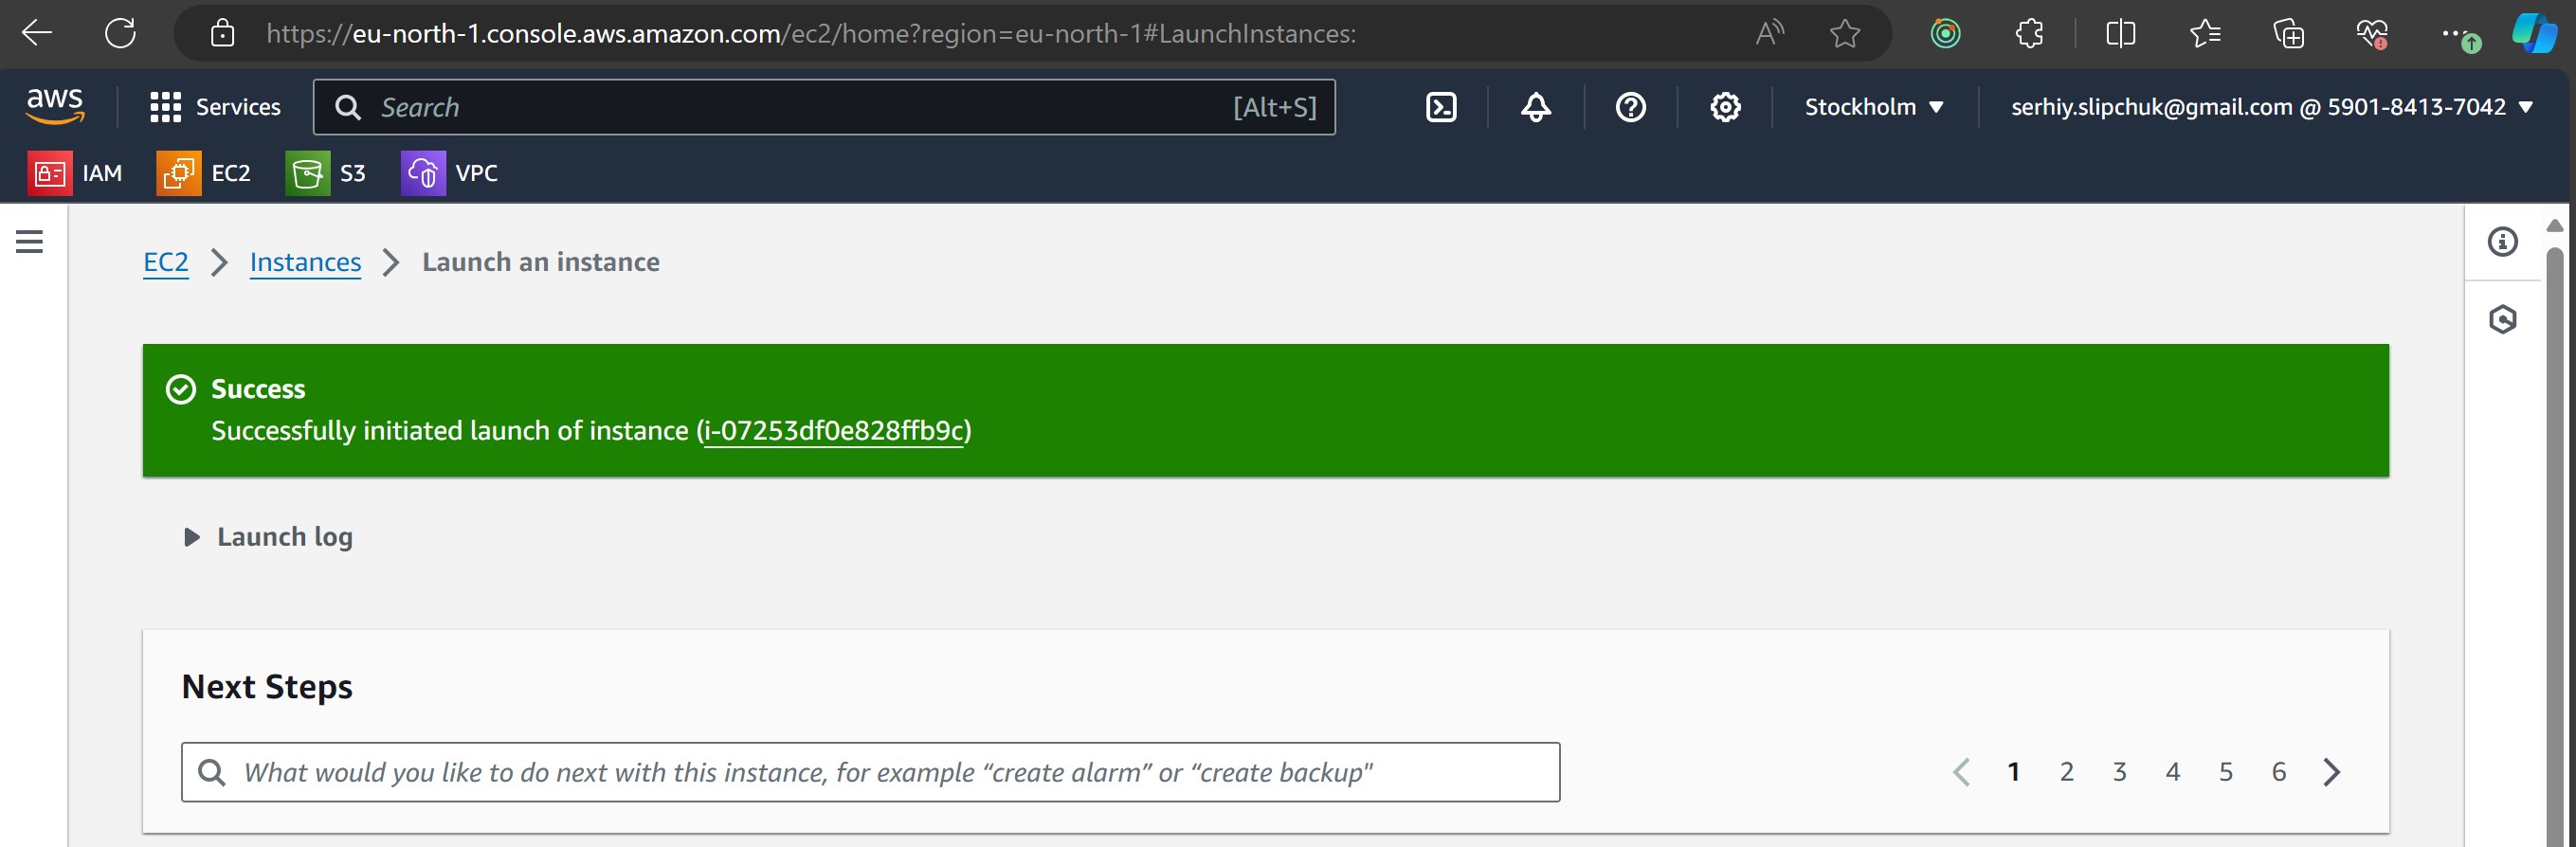 https://eu-north-1.console.aws.amazon.com/ec2/home?region=eu-north-1#LaunchInstances:
aws Services Search [Alt+S] Stockholm serhiy.slipchuk@gmail.com @ 5901-8413-7042
IAM EC2 S3 VPC
EC2 Instances Launch an instance
Success
Successfully initiated launch of instance (i-07253df0e828ffb9c)
Launch log
Next Steps
What would you like to do next with this instance, for example “create alarm” or “create backup"
1 2 3 4 5 6